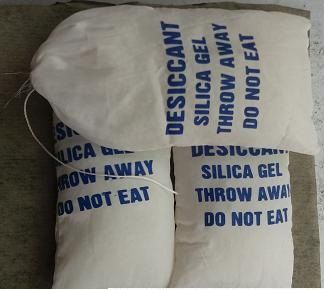 DESICCANT
SILICA GEL
THROW AWAY
DO NOT EAT
SILICA GEL
THROW AWAY
DO NOT EAT
DESICCANT
SILICA GEL
THROW AWAY
DO NOT EAT